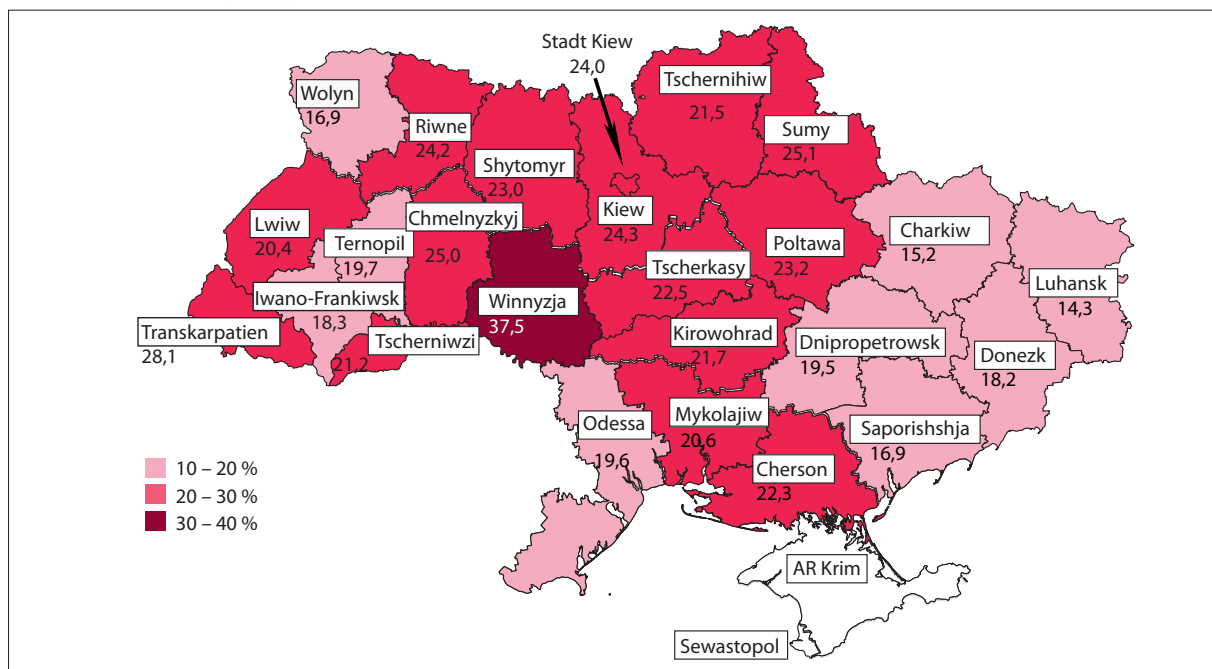 Stadt Kiew
24,0
Tschernihiw
21,5
Wolyn
16,9
Riwne
24,2
Sumy
25,1
Shytomyr
23,0
Kiew
24,3
Lwiw
20,4
Ternopil
19,7
Chmelnyzkyj
25,0
Charkiw
15,2
Poltawa
23,2
Tscherkasy
22,5
Luhansk
14,3
Iwano-Frankiwsk
18,3
Winnyzja
37,5
Transkarpatien
28,1
Tscherniwzi
21,2
Kirowohrad
21,7
Dnipropetrowsk
19,5
Donezk
18,2
Odessa
19,6
Mykolajiw
20,6
Saporishshja
16,9
Cherson
22,3
10 – 20 %
20 – 30 %
30 – 40 %
AR Krim
Sewastopol